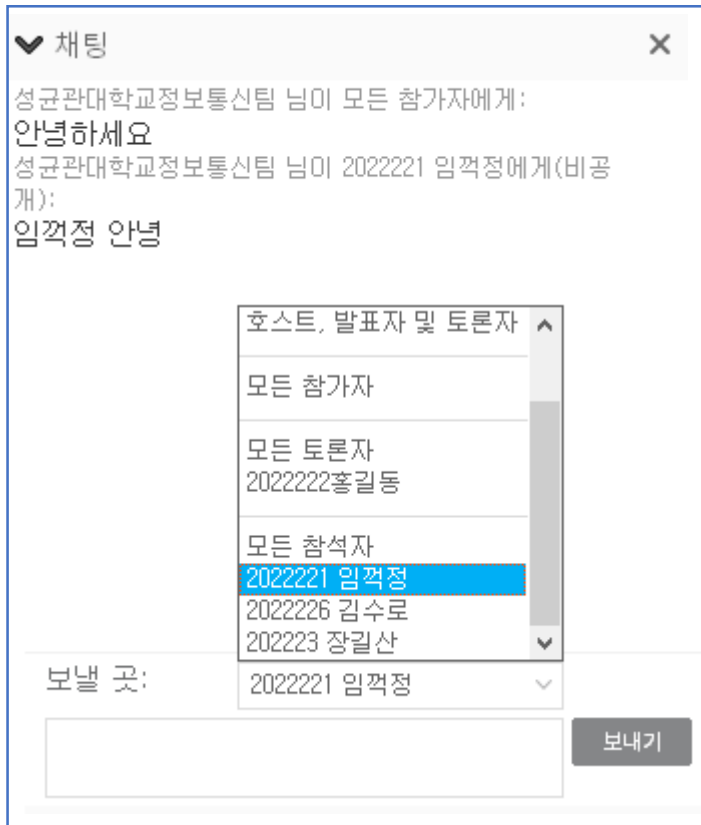 채팅
성균관대학교정보통신팀 님이 모든 참가자에게:
안녕하세요
성균관대학교정보통신팀 님이 2022221 임꺽정에게(비공
개):
임꺽정 안녕
호스트, 발표자 및 토론자
모든 참가자
모든 토론자
2022222홍길동
모든 참석자
2022221 임꺽정
2022226 김수로
202223 장길산
보낼 곳:
2022221 임꺽정
보내기